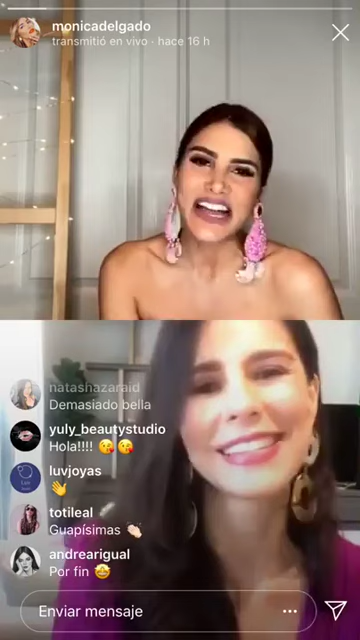 monicadelgado
transmitió en vivo · hace 16 h
natashazaraid
Demasiado bella
yuly_beautystudio
Hola!!!! 😘 😘
luvjoyas
👋
totileal
Guapísimas 👏🏻
andrearigual
Por fin 🤩
Enviar mensaje